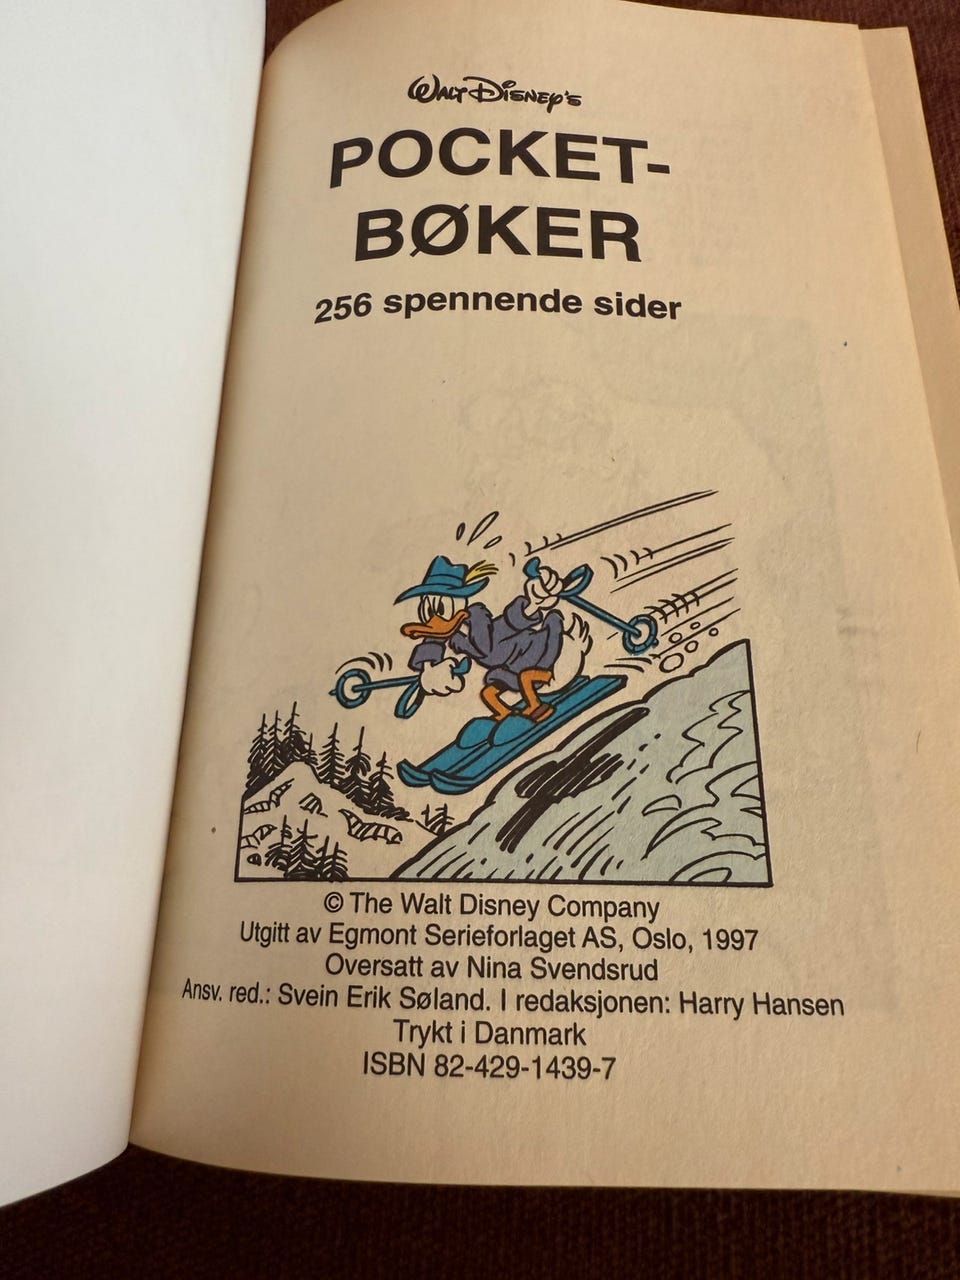 Walt Disney's
POCKET-
BØKER
256 spennende sider
© The Walt Disney Company
Utgitt av Egmont Serieforlaget AS, Oslo, 1997
Oversatt av Nina Svendsrud
Ansv. red.: Svein Erik Søland. I redaksjonen: Harry Hansen
Trykt i Danmark
ISBN 82-429-1439-7